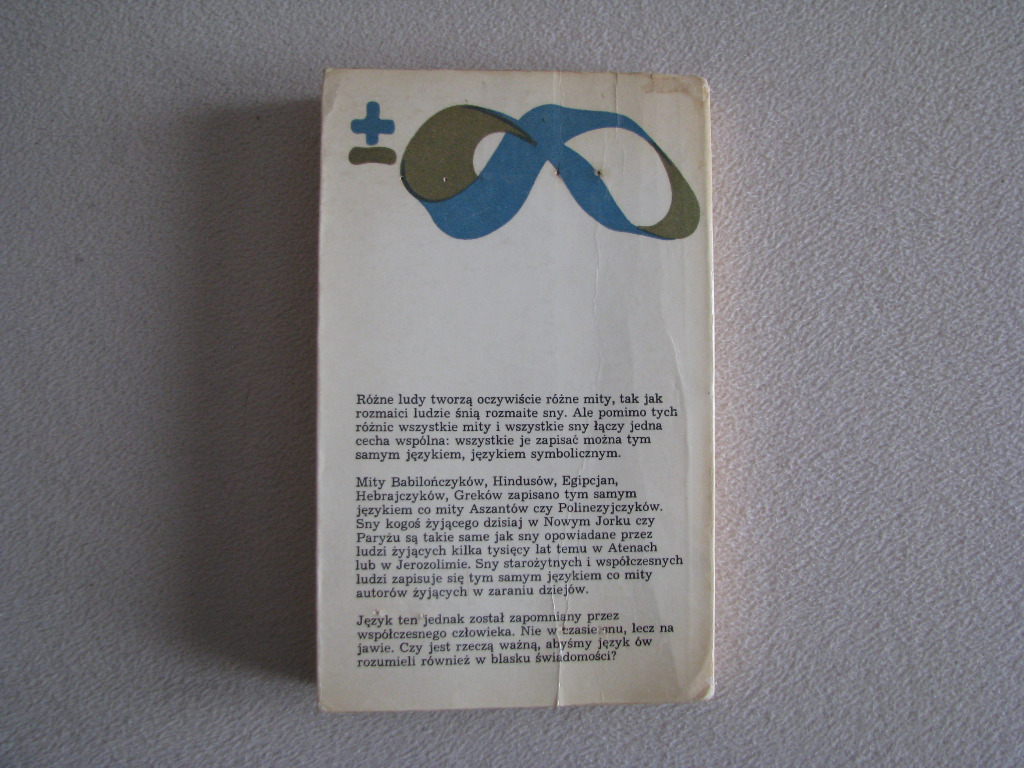 ±
Różne ludy tworzą oczywiście różne mity, tak jak
rozmaici ludzie śnią rozmaite sny. Ale pomimo tych
różnic wszystkie mity i wszystkie sny łączy jedna
cecha wspólna: wszystkie je zapisać można tym
samym językiem, językiem symbolicznym.
Mity Babilończyków, Hindusów, Egipcjan,
Hebrajczyków, Greków zapisano tym samym
językiem co mity Aszantów czy Polinezyjczyków.
Sny kogoś żyjącego dzisiaj w Nowym Jorku czy
Paryżu są takie same jak sny opowiadane przez
ludzi żyjących kilka tysięcy lat temu w Atenach
lub w Jerozolimie. Sny starożytnych i współczesnych
ludzi zapisuje się tym samym językiem co mity
autorów żyjących w zaraniu dziejów.
Język ten jednak został zapomniany przez
współczesnego człowieka. Nie w czasie snu, lecz na
jawie. Czy jest rzeczą ważną, abyśmy język ów
rozumieli również w blasku świadomości?